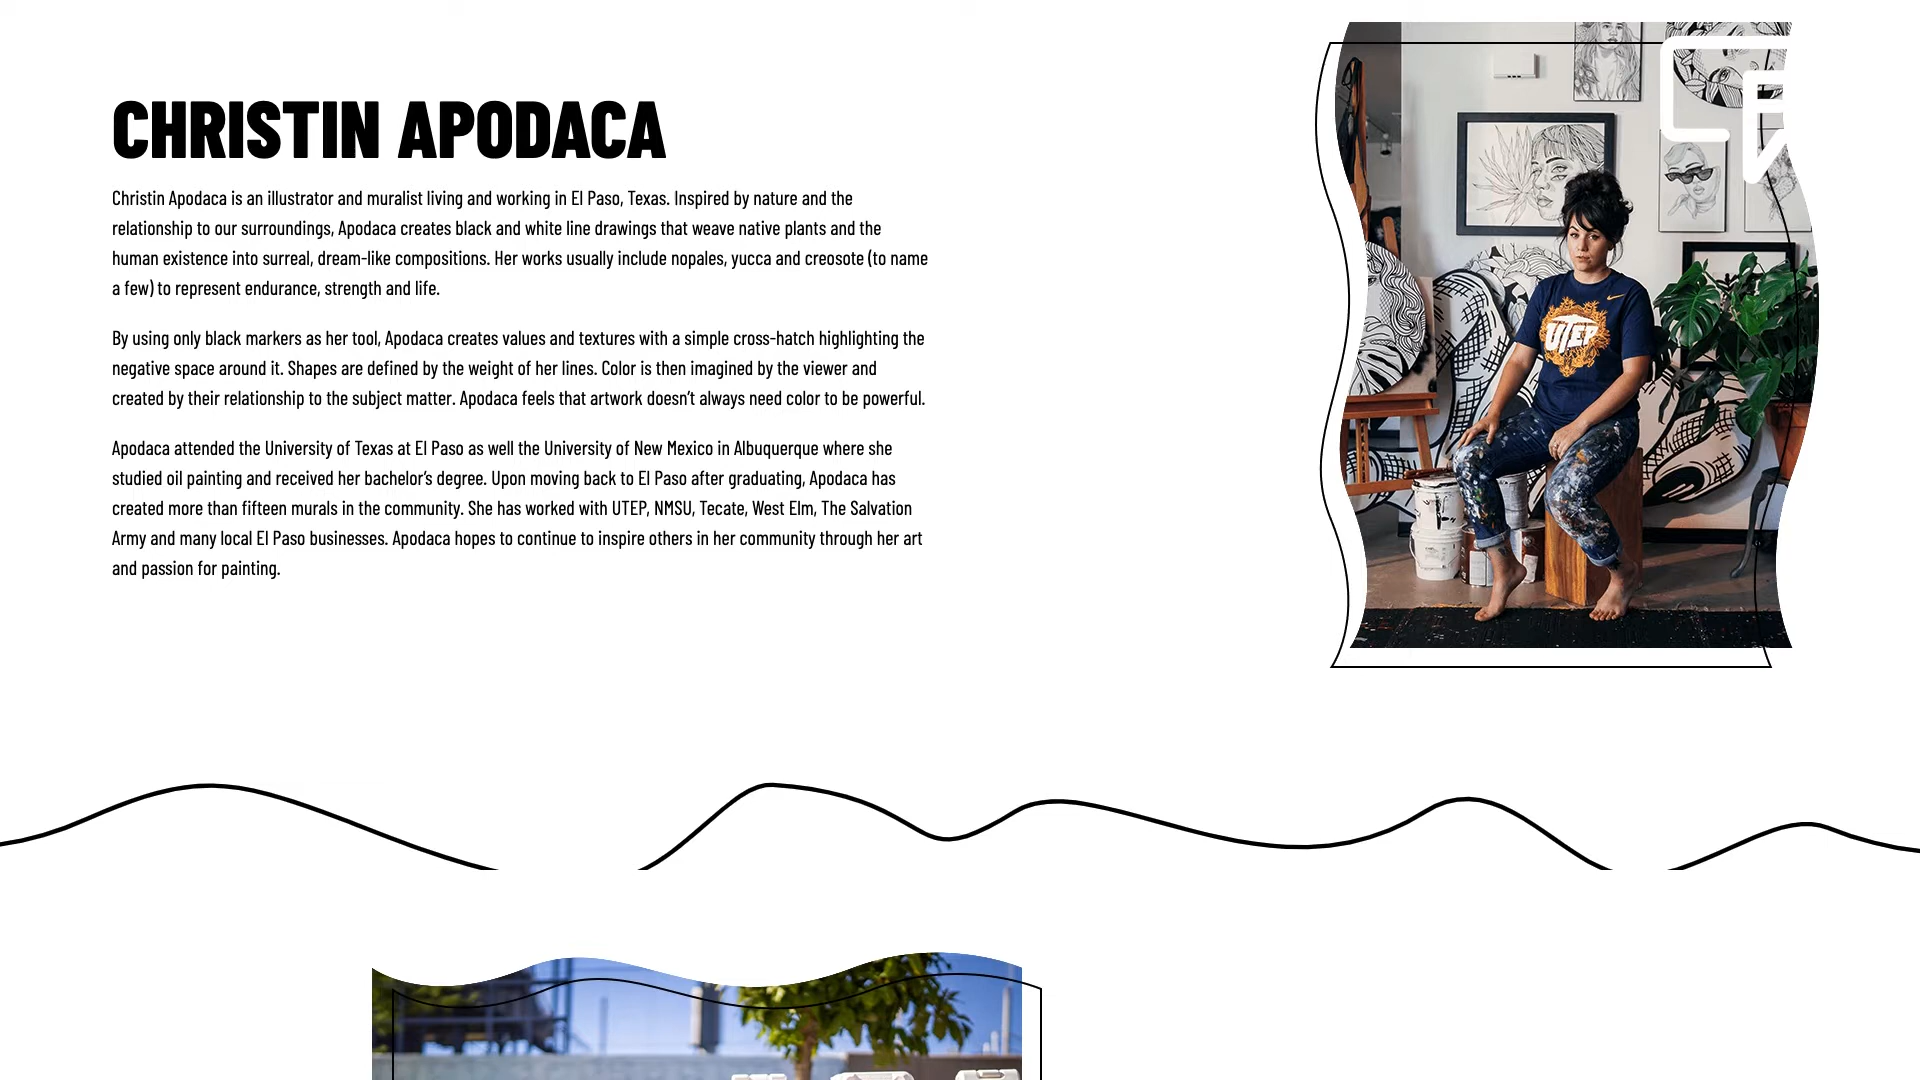 CHRISTIN APODACA
Christin Apodaca is an illustrator and muralist living and working in El Paso, Texas. Inspired by nature and the
relationship to our surroundings, Apodaca creates black and white line drawings that weave native plants and the
human existence into surreal, dream-like compositions. Her works usually include nopales, yucca and creosote (to name
a few) to represent endurance, strength and life.
By using only black markers as her tool, Apodaca creates values and textures with a simple cross-hatch highlighting the
negative space around it. Shapes are defined by the weight of her lines. Color is then imagined by the viewer and
created by their relationship to the subject matter. Apodaca feels that artwork doesn’t always need color to be powerful.
Apodaca attended the University of Texas at El Paso as well the University of New Mexico in Albuquerque where she
studied oil painting and received her bachelor’s degree. Upon moving back to El Paso after graduating, Apodaca has
created more than fifteen murals in the community. She has worked with UTEP, NMSU, Tecate, West Elm, The Salvation
Army and many local El Paso businesses. Apodaca hopes to continue to inspire others in her community through her art
and passion for painting.
UTEP